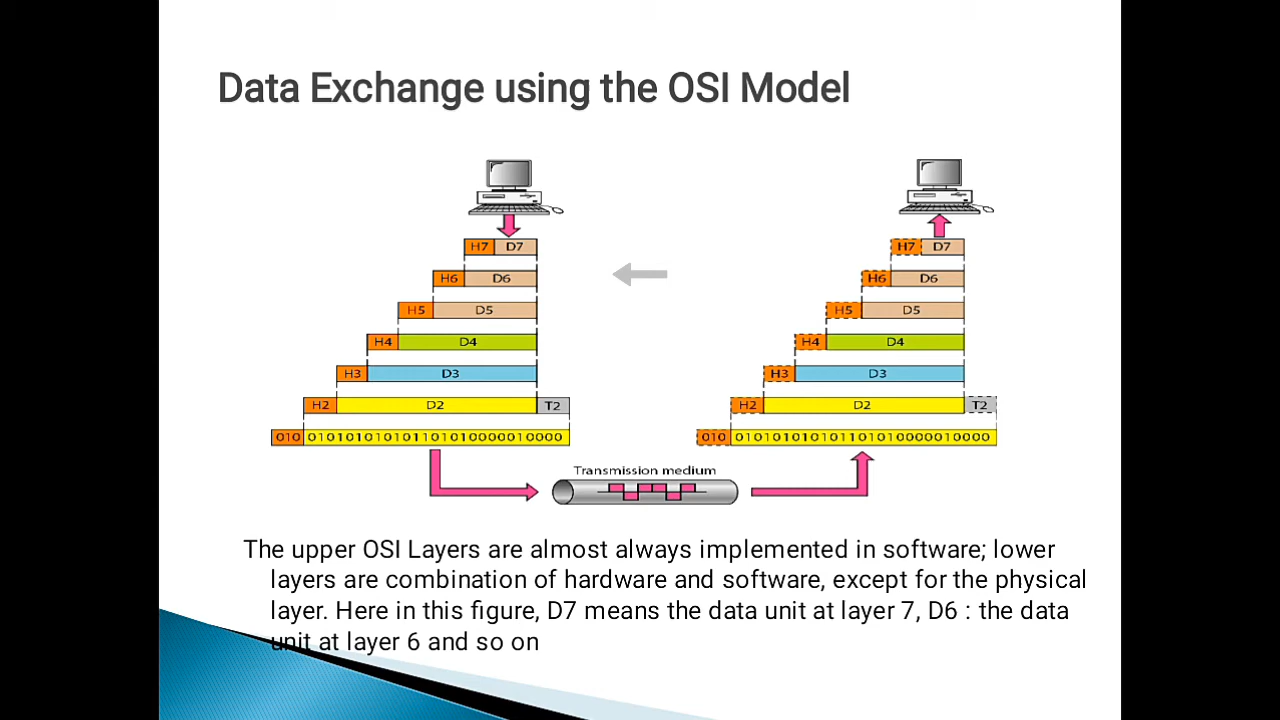 Data Exchange using the OSI Model
H7 D7 H7 D7
H6 D6 H6 D6
H5 D5 H5 D5
H4 D4 H4 D4
H3 D3 H3 D3
H2 D2 T2 H2 D2 T2
010 010101010101101010000010000 010 010101010101101010000010000
Transmission medium
The upper OSI Layers are almost always implemented in software; lower
layers are combination of hardware and software, except for the physical
layer. Here in this figure, D7 means the data unit at layer 7, D6 : the data
unit at layer 6 and so on